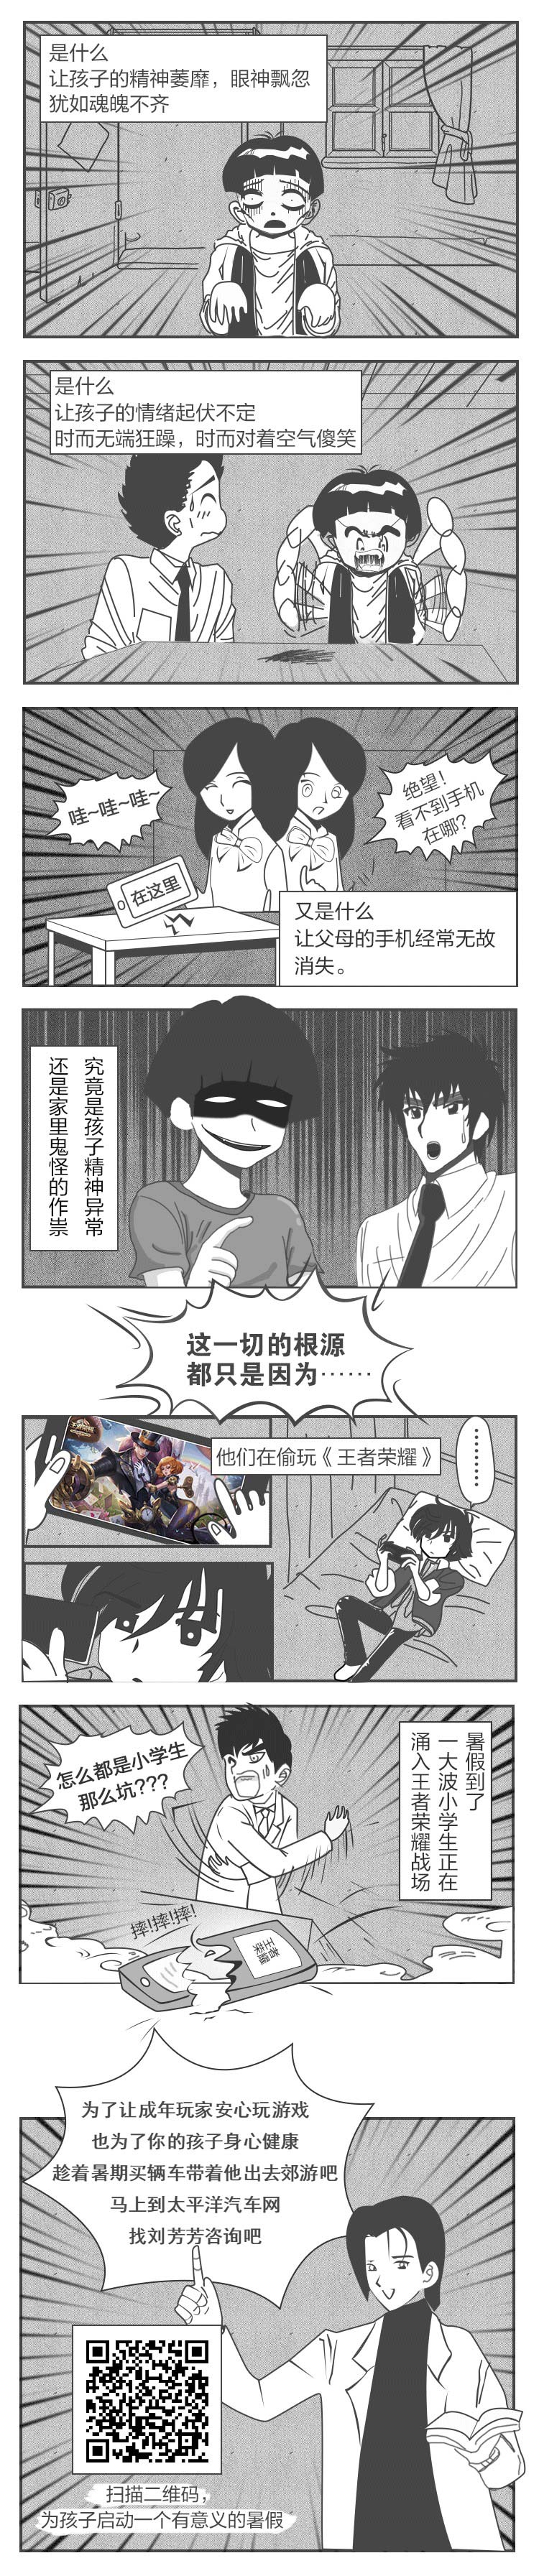 是什么
让孩子的精神萎靡，眼神飘忽
犹如魂魄不齐
是什么
让孩子的情绪起伏不定
时而无端狂躁，时而对着空气傻笑
哇~哇~哇~
绝望！
看不到手机
在哪？
在这里
又是什么
让父母的手机经常无故
消失。
究竟是孩子精神异常
还是家里鬼怪的作祟
这一切的根源
都只是因为……
他们在偷玩《王者荣耀》
………
暑假到了
一大波小学生正在
涌入王者荣耀战场
怎么都是小学生
那么坑???
摔!摔!摔!
王者
荣耀
为了让成年玩家安心玩游戏
也为了你的孩子身心健康
趁着暑期买辆车带着他出去郊游吧
马上到太平洋汽车网
找刘芳芳咨询吧
扫描二维码，
为孩子启动一个有意义的暑假